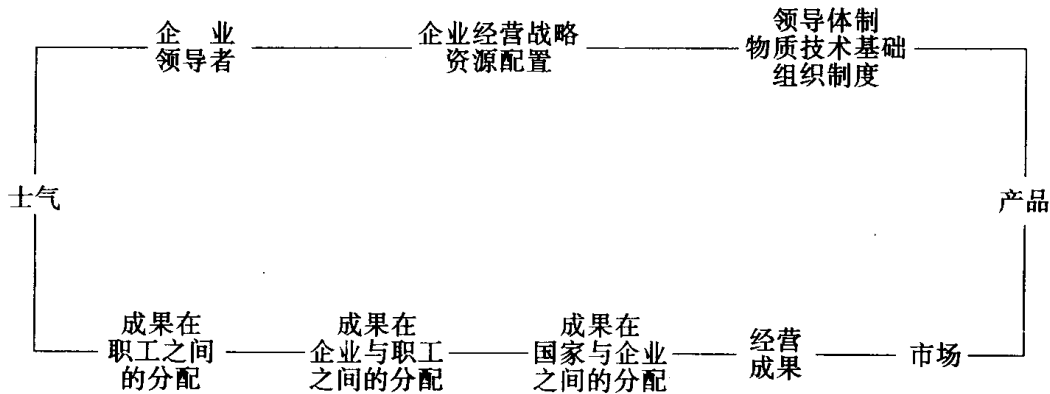 企 业
领导者
企业经营战略
资源配置
领导体制
物质技术基础
组织制度
士气
产品
成果在
职工之间
的分配
成果在
企业与职工
之间的分配
成果在
国家与企业
之间的分配
经营
成果
市场